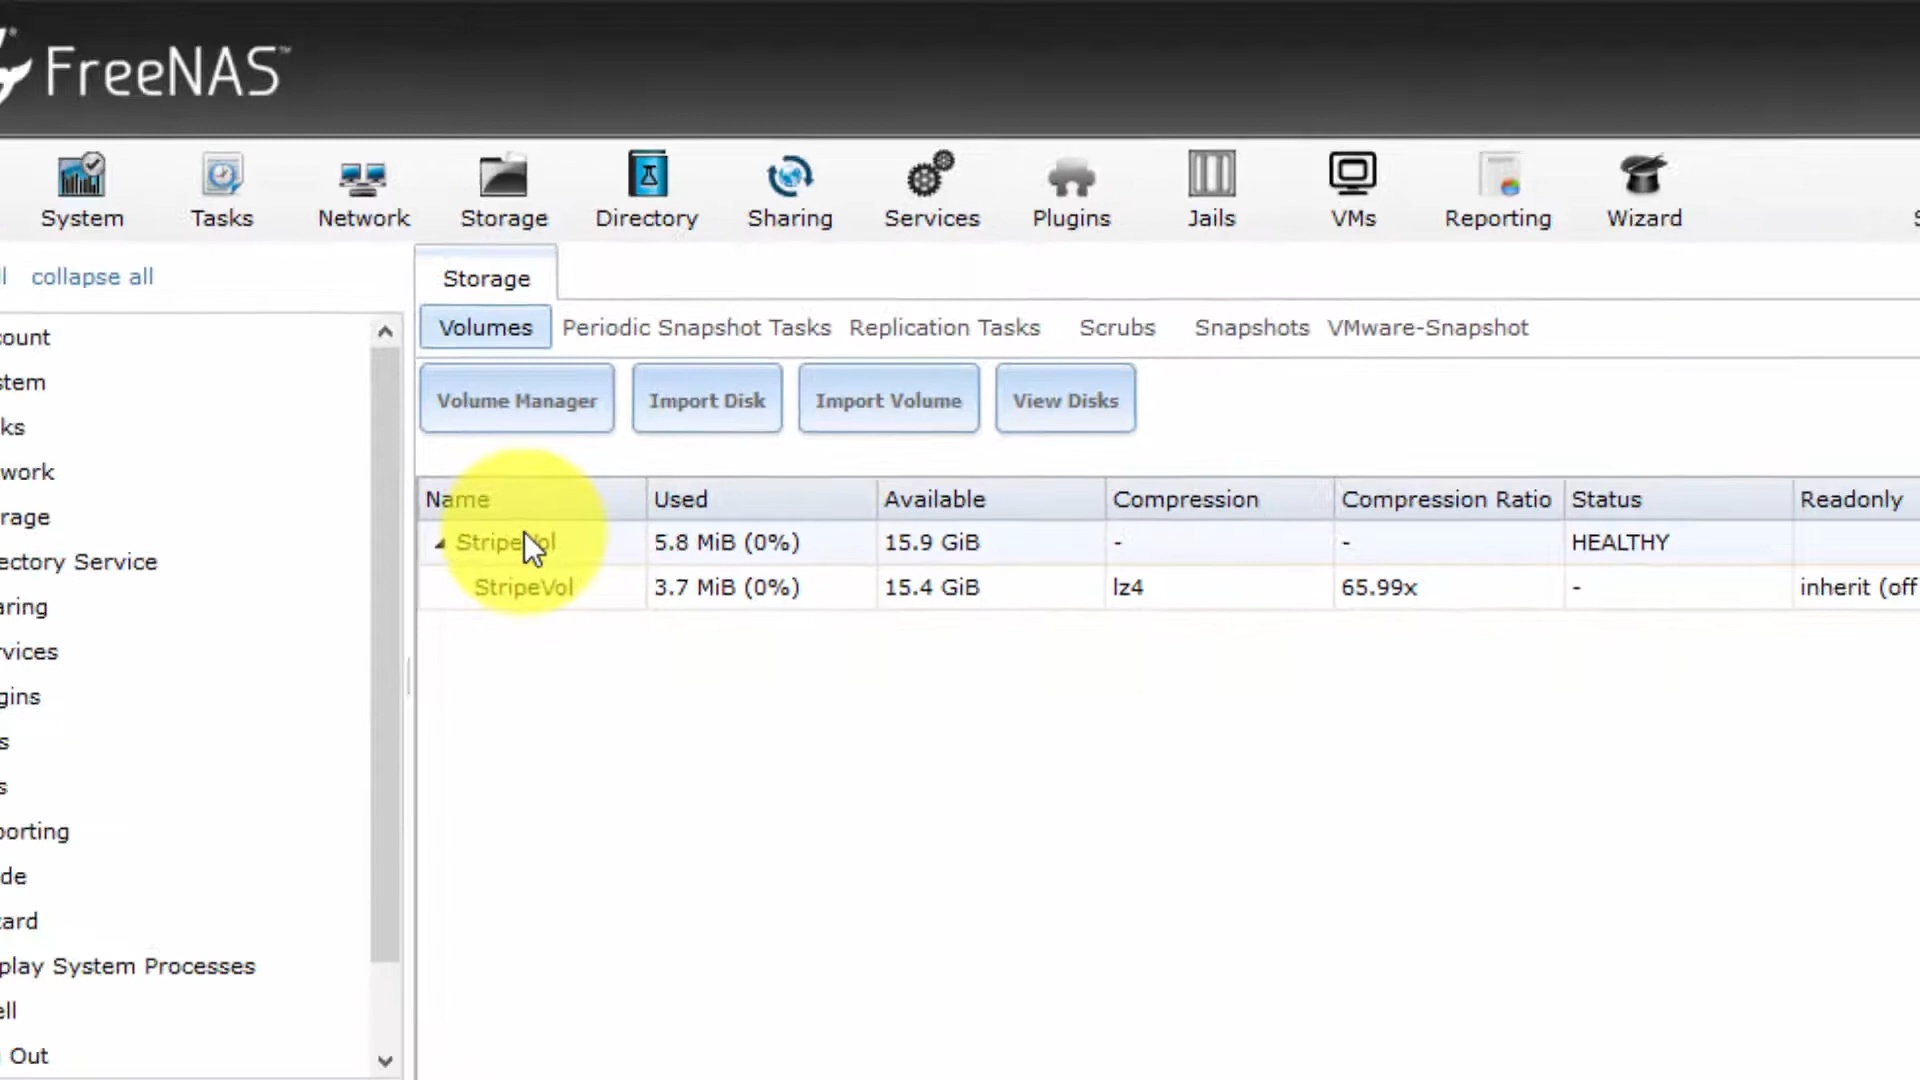 FreeNAS™
System Tasks Network Storage Directory Sharing Services Plugins Jails VMs Reporting Wizard S
l collapse all
Storage
Volumes Periodic Snapshot Tasks Replication Tasks Scrubs Snapshots VMware-Snapshot
Volume Manager Import Disk Import Volume View Disks
Name Used Available Compression Compression Ratio Status Readonly
StripeVol 5.8 MiB (0%) 15.9 GiB - - HEALTHY
StripeVol 3.7 MiB (0%) 15.4 GiB lz4 65.99x - inherit (off
count
stem
ks
work
rage
ectory Service
aring
rvices
gins
s
s
porting
de
zard
play System Processes
ell
Out